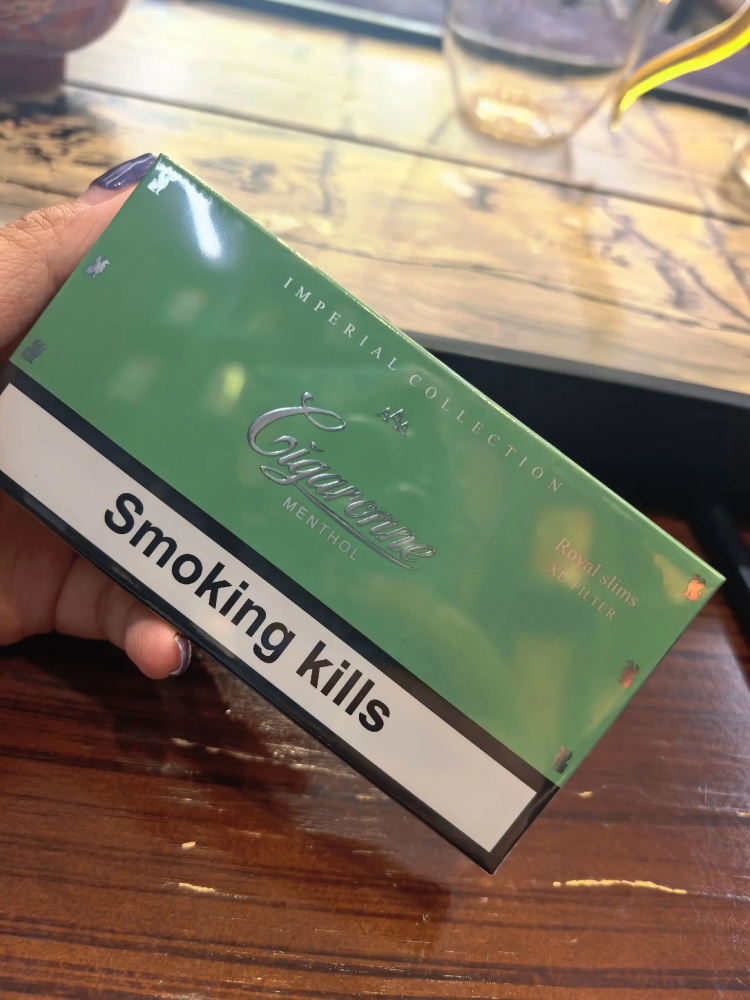 IMPERIAL COLLECTION
Cigaronne
MENTHOL
Royal slims
XL FILTER
Smoking kills